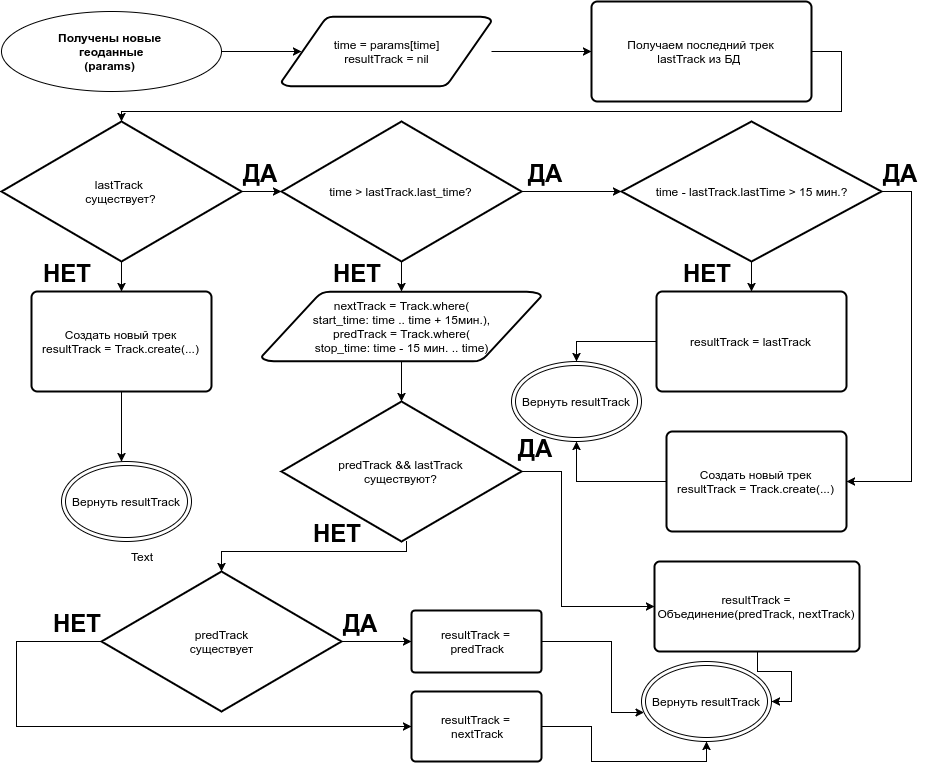 Получены новые
геоданные
(params)
time = params[time]
resultTrack = nil
Получаем последний трек
lastTrack из БД
lastTrack
существует?
ДА
time > lastTrack.last_time?
ДА
time - lastTrack.lastTime > 15 мин.?
ДА
НЕТ
НЕТ
НЕТ
Создать новый трек
resultTrack = Track.create(...)
nextTrack = Track.where(
start_time: time .. time + 15мин.),
predTrack = Track.where(
stop_time: time - 15 мин. .. time)
resultTrack = lastTrack
Вернуть resultTrack
predTrack && lastTrack
существуют?
ДА
Создать новый трек
resultTrack = Track.create(...)
Вернуть resultTrack
НЕТ
Text
resultTrack =
Объединение(predTrack, nextTrack)
НЕТ
predTrack
существует
ДА
resultTrack =
predTrack
Вернуть resultTrack
resultTrack =
nextTrack